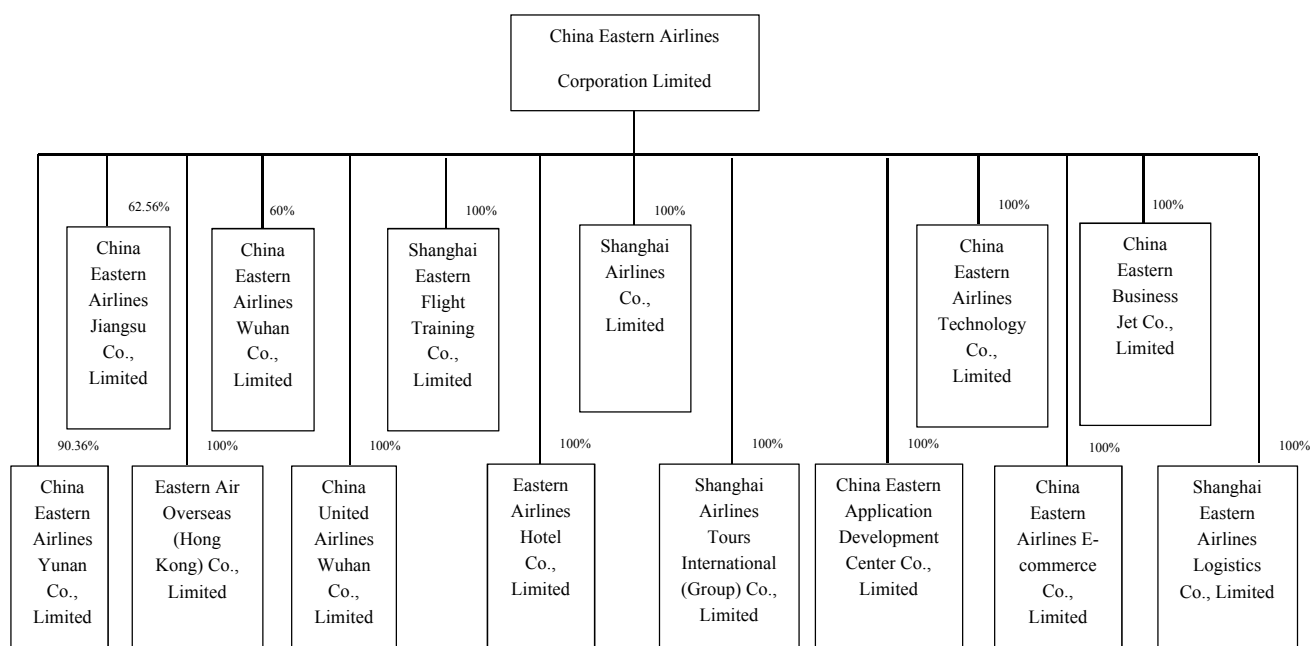 China Eastern Airlines
Corporation Limited
62.56%
China
Eastern
Airlines
Jiangsu
Co.,
Limited
60%
China
Eastern
Airlines
Wuhan
Co.,
Limited
100%
Shanghai
Eastern
Flight
Training
Co.,
Limited
100%
Shanghai
Airlines
Co.,
Limited
100%
China
Eastern
Airlines
Technology
Co.,
Limited
100%
China
Eastern
Business
Jet Co.,
Limited
90.36%
China
Eastern
Airlines
Yunan
Co.,
Limited
100%
Eastern Air
Overseas
(Hong
Kong) Co.,
Limited
100%
China
United
Airlines
Wuhan
Co.,
Limited
100%
Eastern
Airlines
Hotel
Co.,
Limited
100%
Shanghai
Airlines
Tours
International
(Group) Co.,
Limited
100%
China Eastern
Application
Development
Center Co.,
Limited
100%
China
Eastern
Airlines E-
commerce
Co.,
Limited
100%
Shanghai
Eastern
Airlines
Logistics
Co., Limited